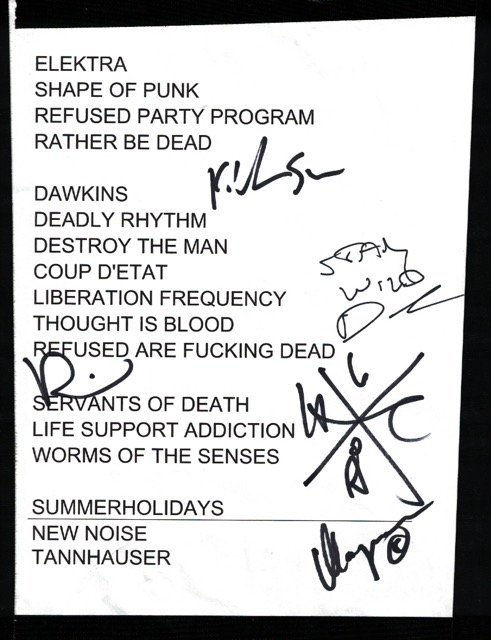 ELEKTRA
SHAPE OF PUNK
REFUSED PARTY PROGRAM
RATHER BE DEAD
DAWKINS
DEADLY RHYTHM
DESTROY THE MAN
COUP D'ETAT
LIBERATION FREQUENCY
THOUGHT IS BLOOD
REFUSED ARE FUCKING DEAD
SERVANTS OF DEATH
LIFE SUPPORT ADDICTION
WORMS OF THE SENSES
SUMMERHOLIDAYS
NEW NOISE
TANNHAUSER
STAY
WILD